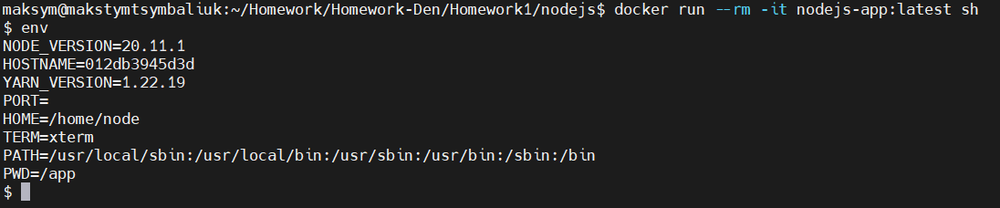 maksym@makstymtsymbaliuk:~/Homework/Homework-Den/Homework1/nodejs$ docker run --rm -it nodejs-app:latest sh
$ env
NODE_VERSION=20.11.1
HOSTNAME=012db3945d3d
YARN_VERSION=1.22.19
PORT=
HOME=/home/node
TERM=xterm
PATH=/usr/local/sbin:/usr/local/bin:/usr/sbin:/usr/bin:/sbin:/bin
PWD=/app
$